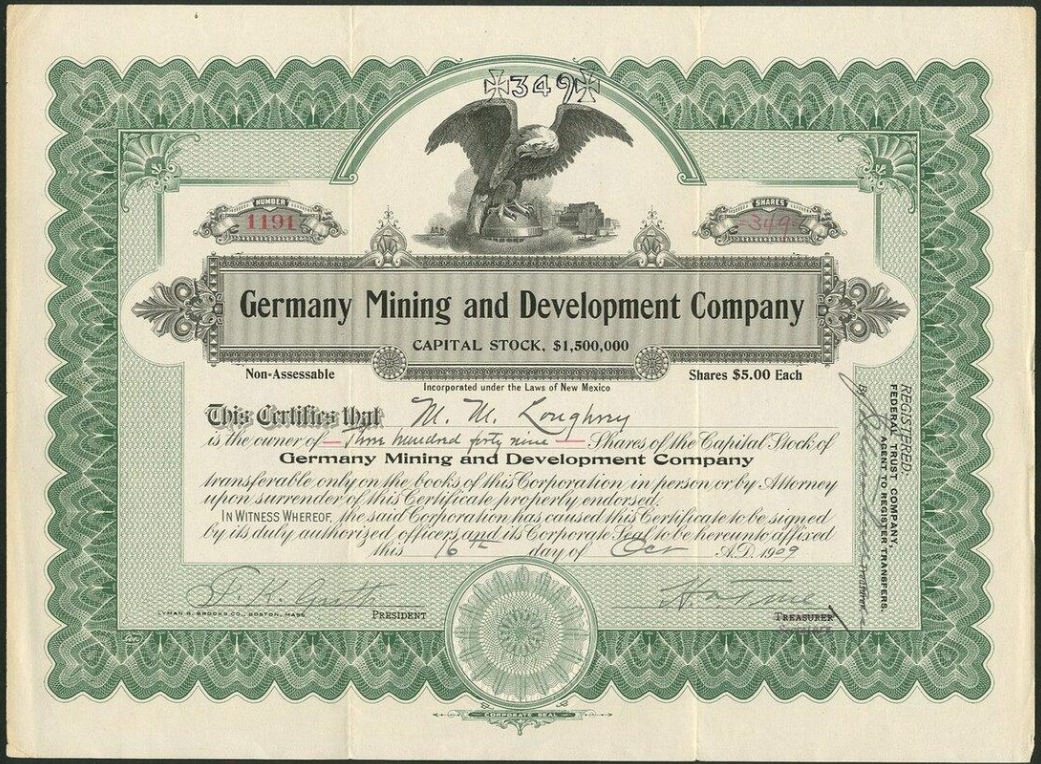 349
NUMBER
1191
SHARES
349
Germany Mining and Development Company
CAPITAL STOCK, $1,500,000
Non-Assessable
Shares $5.00 Each
Incorporated under the Laws of New Mexico
This Certifies that M. M. Loughrey
is the owner of Three hundred forty nine Shares of the Capital Stock of
Germany Mining and Development Company
transferable only on the books of this Corporation in person or by Attorney
upon surrender of this Certificate properly endorsed.
IN WITNESS WHEREOF, the said Corporation has caused this Certificate to be signed
by its duly authorized officers and its Corporate Seal to be hereunto affixed
this 16th day of Oct A.D. 1909
LYMAN B. BROOKS CO., BOSTON, MASS
PRESIDENT
TREASURER
CORPORATE SEAL
REGISTERED:
FEDERAL TRUST COMPANY,
AGENT TO REGISTER TRANSFERS.
By